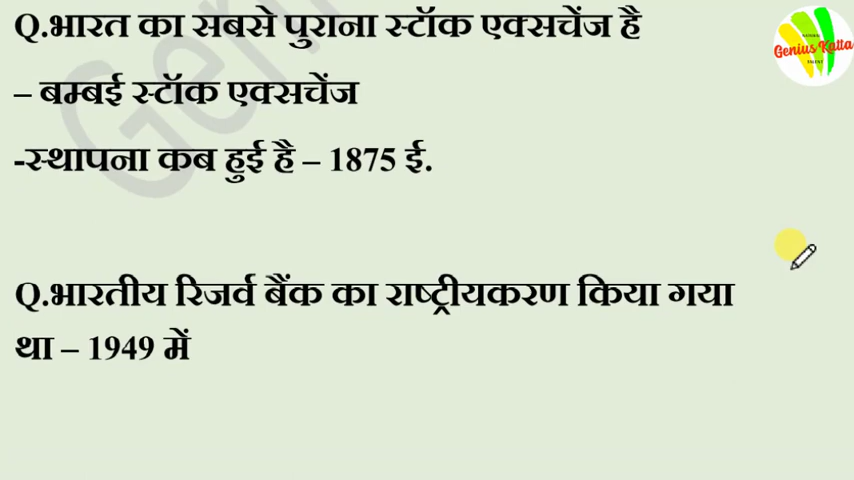 Q.भारत का सबसे पुराना स्टॉक एक्सचेंज है
– बम्बई स्टॉक एक्सचेंज
-स्थापना कब हुई है – 1875 ई.
Q.भारतीय रिजर्व बैंक का राष्ट्रीयकरण किया गया
था – 1949 में
Genius Katta